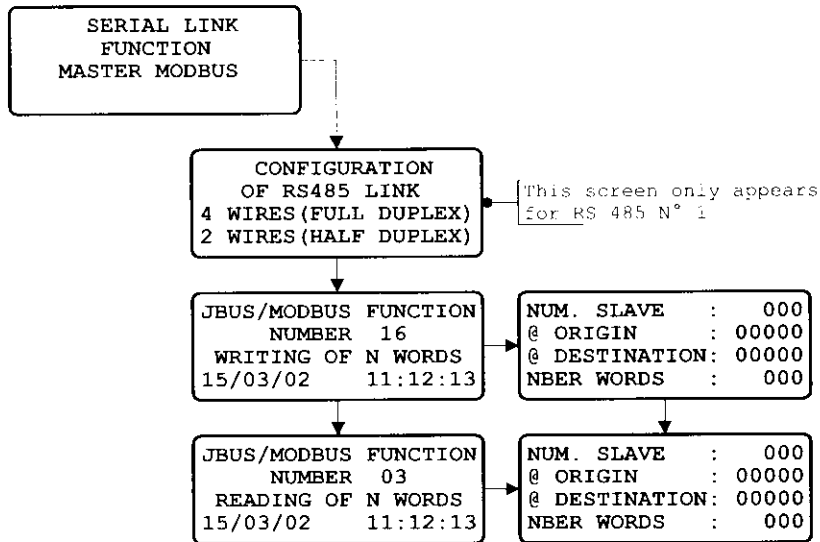 SERIAL LINK
FUNCTION
MASTER MODBUS
CONFIGURATION
OF RS485 LINK
4 WIRES(FULL DUPLEX)
2 WIRES(HALF DUPLEX)
This screen only appears
for RS 485 N° 1
JBUS/MODBUS FUNCTION
NUMBER 16
WRITING OF N WORDS
15/03/02 11:12:13
NUM. SLAVE : 000
@ ORIGIN : 00000
@ DESTINATION: 00000
NBER WORDS : 000
JBUS/MODBUS FUNCTION
NUMBER 03
READING OF N WORDS
15/03/02 11:12:13
NUM. SLAVE : 000
@ ORIGIN : 00000
@ DESTINATION: 00000
NBER WORDS : 000